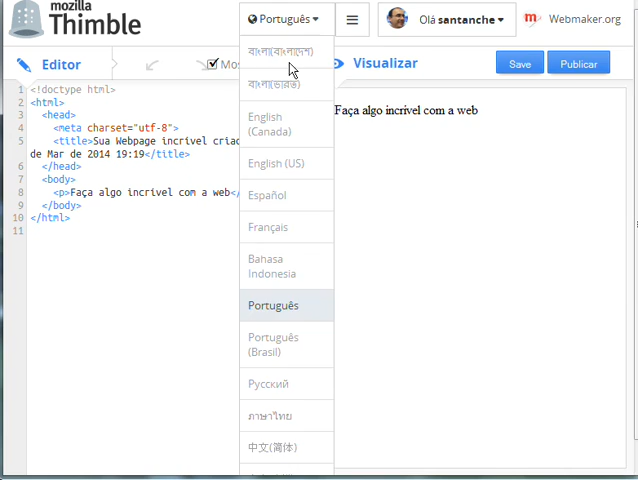 mozilla
Thimble
Português
Olá santanche
Webmaker.org
Editor
Mos
Visualizar
Save
Publicar
1 <!doctype html>
2 <html>
3 <head>
4 <meta charset="utf-8">
5 <title>Sua Webpage incrível criad
de Mar de 2014 19:19</title>
6 </head>
7 <body>
8 <p>Faça algo incrível com a web</
9 </body>
10 </html>
11
বাংলা(বাংলাদেশ)
বাংলা(ভারত)
English
(Canada)
English (US)
Español
Français
Bahasa
Indonesia
Português
Português
(Brasil)
Русский
ภาษาไทย
中文(简体)
Faça algo incrível com a web